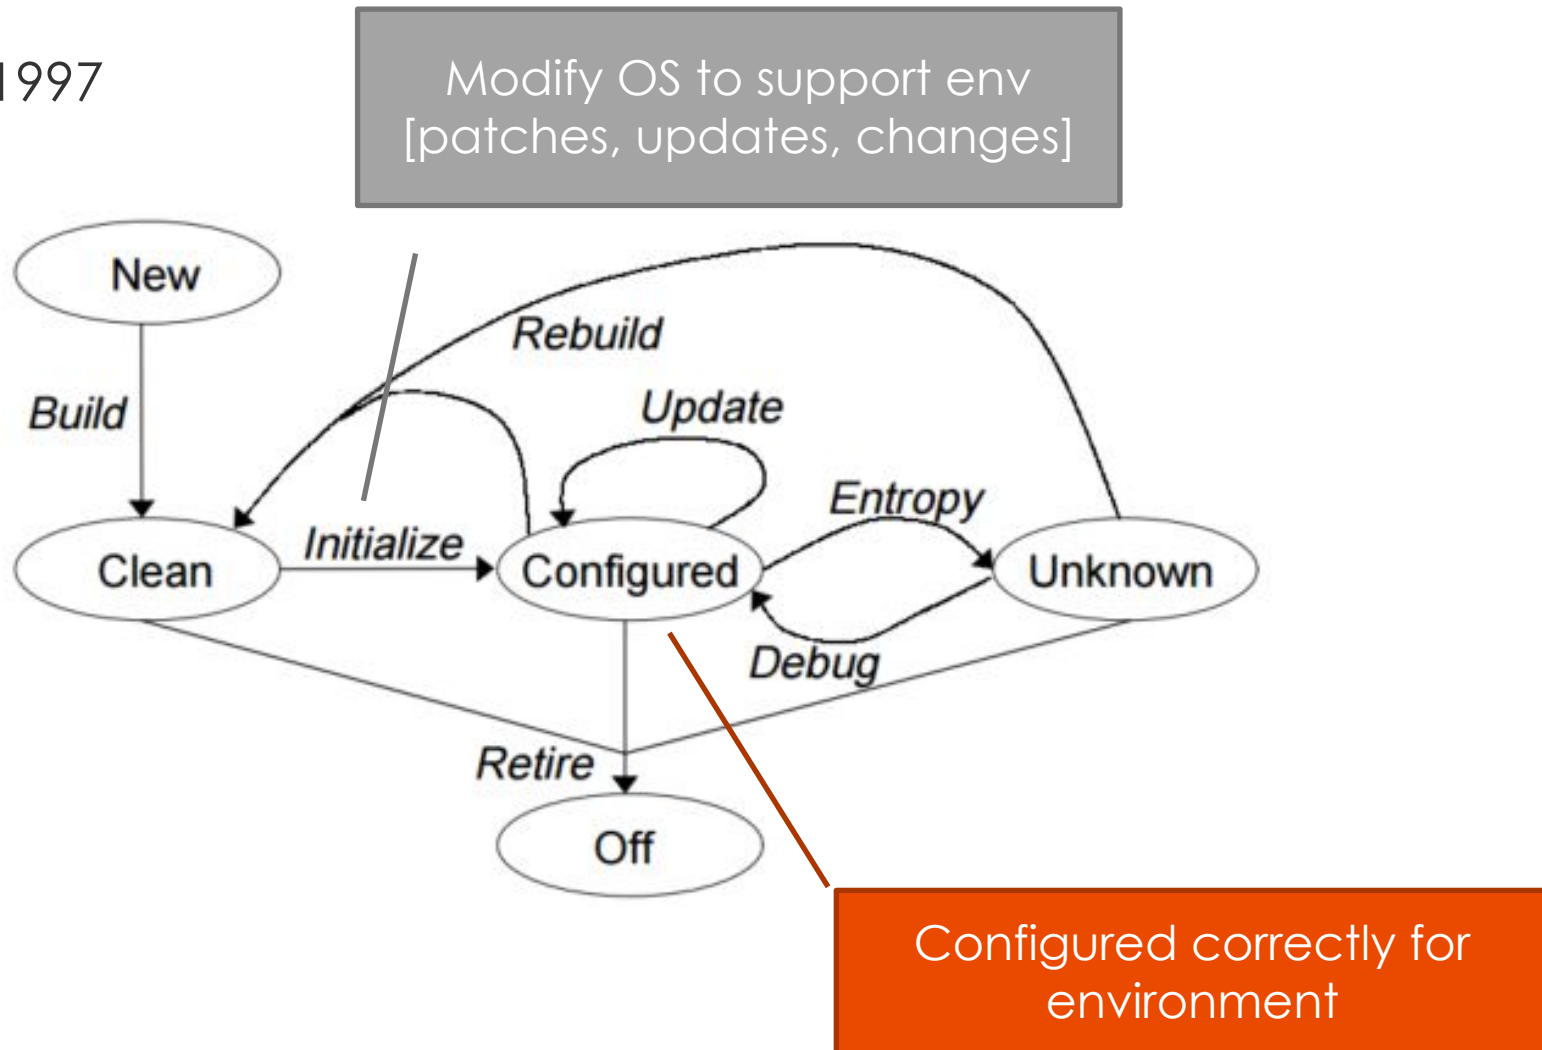 1997
Modify OS to support env
[patches, updates, changes]
New
Rebuild
Build
Update
Entropy
Initialize
Clean
Configured
Unknown
Debug
Retire
Off
Configured correctly for
environment